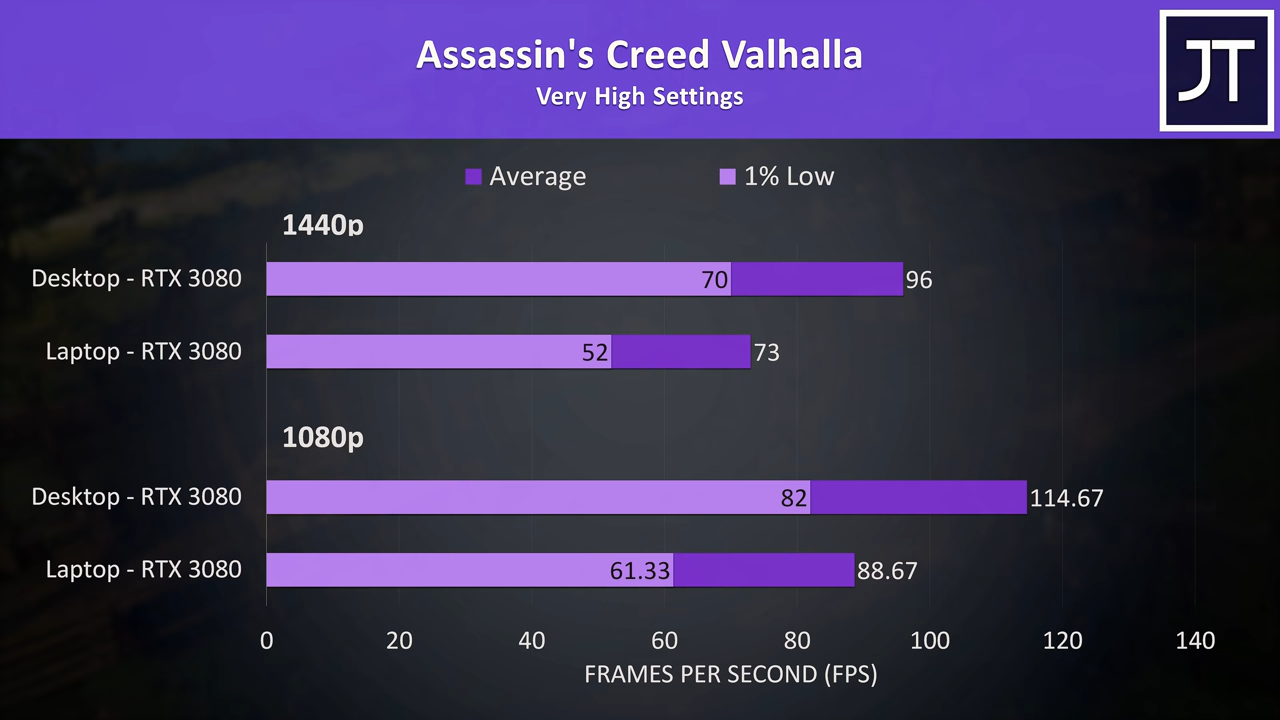 Assassin's Creed Valhalla
Very High Settings
JT
Average 1% Low
1440p
Desktop - RTX 3080 70 96
Laptop - RTX 3080 52 73
1080p
Desktop - RTX 3080 82 114.67
Laptop - RTX 3080 61.33 88.67
0 20 40 60 80 100 120 140
FRAMES PER SECOND (FPS)